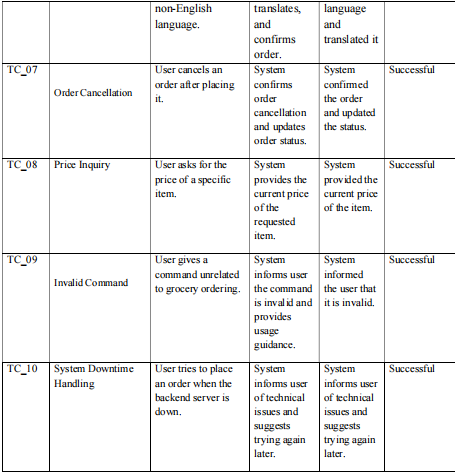 non-English
language.
translates,
and
confirms
order.
language
and
translated it
TC_07
Order Cancellation
User cancels an
order after placing
it.
System
confirms
order
cancellation
and updates
order status.
System
confirmed
the order
and updated
the status.
Successful
TC_08
Price Inquiry
User asks for the
price of a specific
item.
System
provides the
current price
of the
requested
item.
System
provided the
current price
of the item.
Successful
TC_09
Invalid Command
User gives a
command unrelated
to grocery ordering.
System
informs user
the command
is invalid and
provides
usage
guidance.
System
informed
the user that
it is invalid.
Successful
TC_10
System Downtime
Handling
User tries to place
an order when the
backend server is
down.
System
informs user
of technical
issues and
suggests
trying again
later.
System
informs user
of technical
issues and
suggests
trying again
later.
Successful